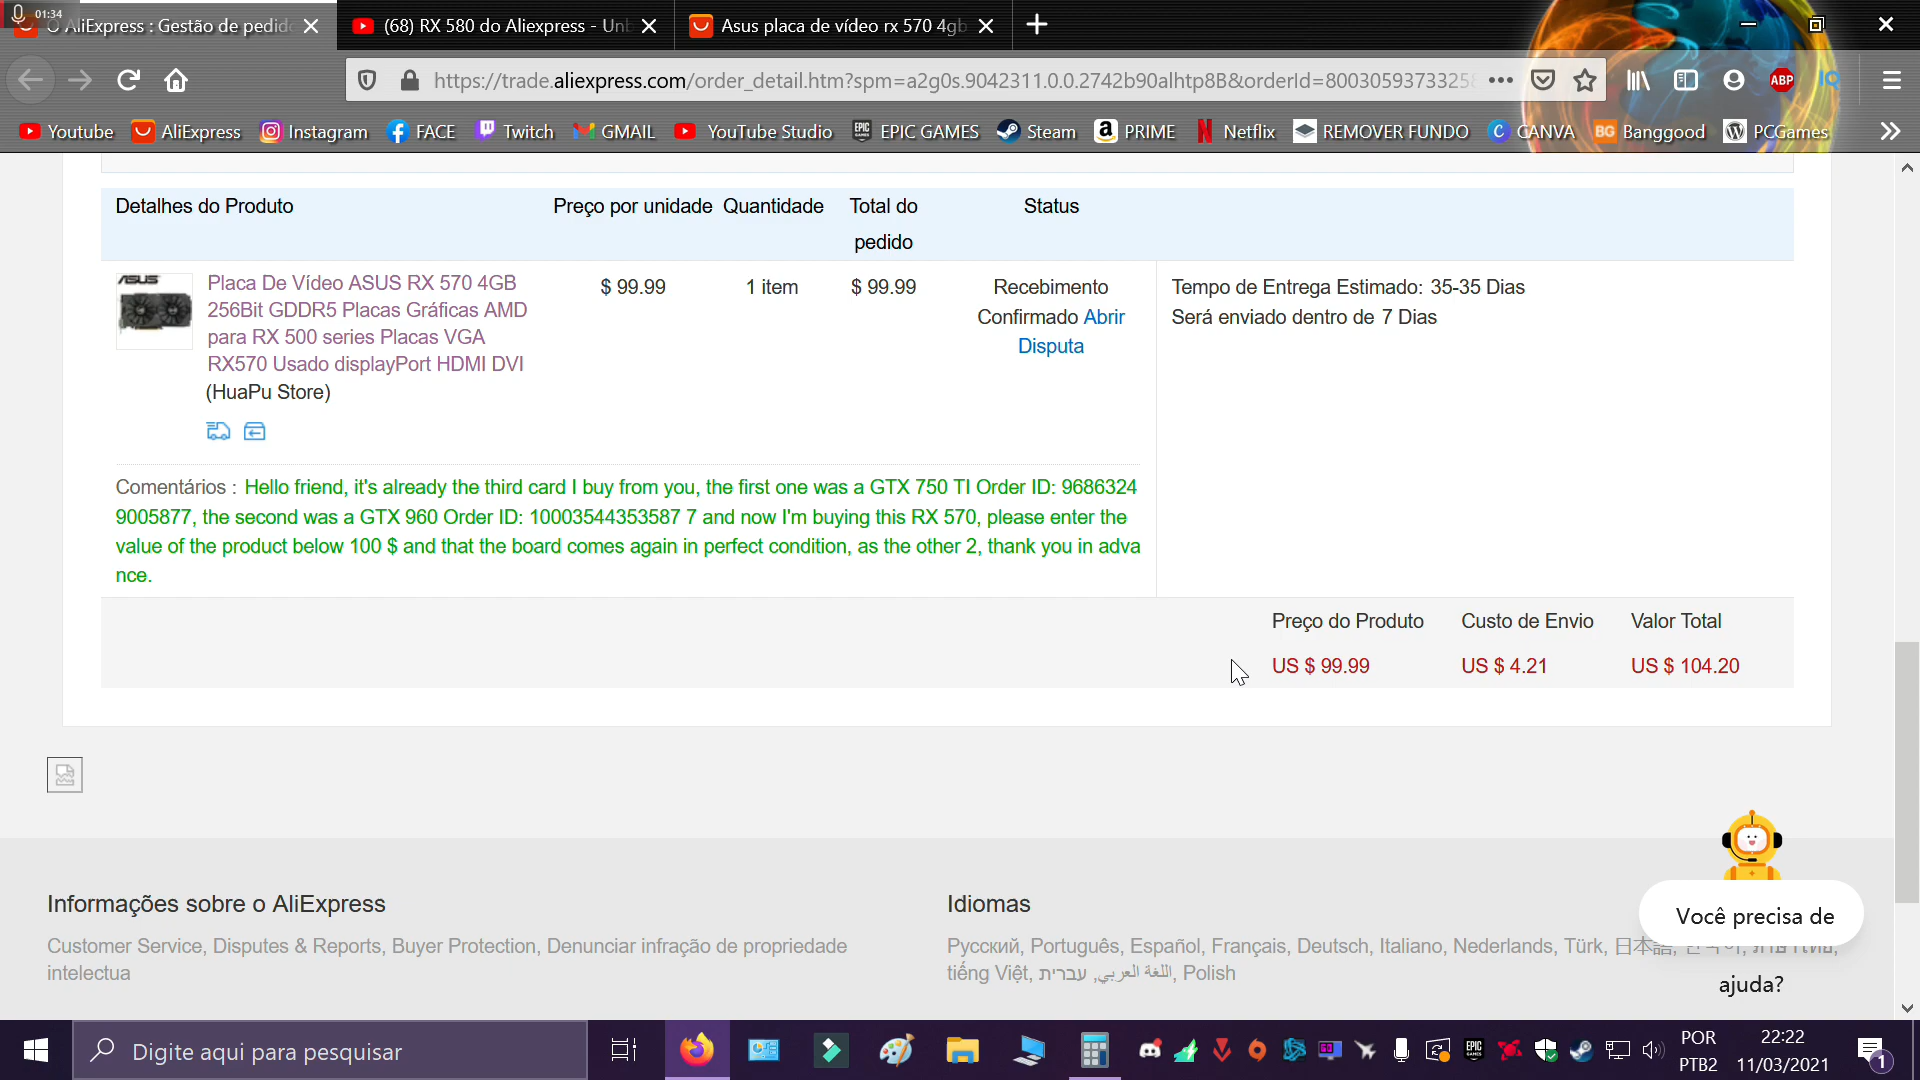 01:34
AliExpress : Gestão de pedid
(68) RX 580 do Aliexpress - Un
Asus placa de vídeo rx 570 4gb
https://trade.aliexpress.com/order_detail.htm?spm=a2g0s.9042311.0.0.2742b90alhtp8B&orderId=8003059373325
ABP
Youtube AliExpress Instagram FACE Twitch GMAIL YouTube Studio EPIC GAMES Steam PRIME Netflix REMOVER FUNDO CANVA BG Banggood PCGames
Detalhes do Produto Preço por unidade Quantidade Total do Status
pedido
ASUS
Placa De Vídeo ASUS RX 570 4GB $ 99.99 1 item $ 99.99 Recebimento Tempo de Entrega Estimado: 35-35 Dias
256Bit GDDR5 Placas Gráficas AMD Confirmado Abrir Será enviado dentro de 7 Dias
para RX 500 series Placas VGA Disputa
RX570 Usado displayPort HDMI DVI
(HuaPu Store)
Comentários : Hello friend, it's already the third card I buy from you, the first one was a GTX 750 TI Order ID: 9686324
9005877, the second was a GTX 960 Order ID: 10003544353587 7 and now I'm buying this RX 570, please enter the
value of the product below 100 $ and that the board comes again in perfect condition, as the other 2, thank you in adva
nce.
Preço do Produto Custo de Envio Valor Total
US $ 99.99 US $ 4.21 US $ 104.20
Informações sobre o AliExpress Idiomas
Você precisa de
Customer Service, Disputes & Reports, Buyer Protection, Denunciar infração de propriedade
intelectua
Русский, Português, Español, Français, Deutsch, Italiano, Nederlands, Türk, 日本語,
tiếng Việt, اللغة العربي, עברית, Polish
ajuda?
Digite aqui para pesquisar
POR 22:22
PTB2 11/03/2021
1